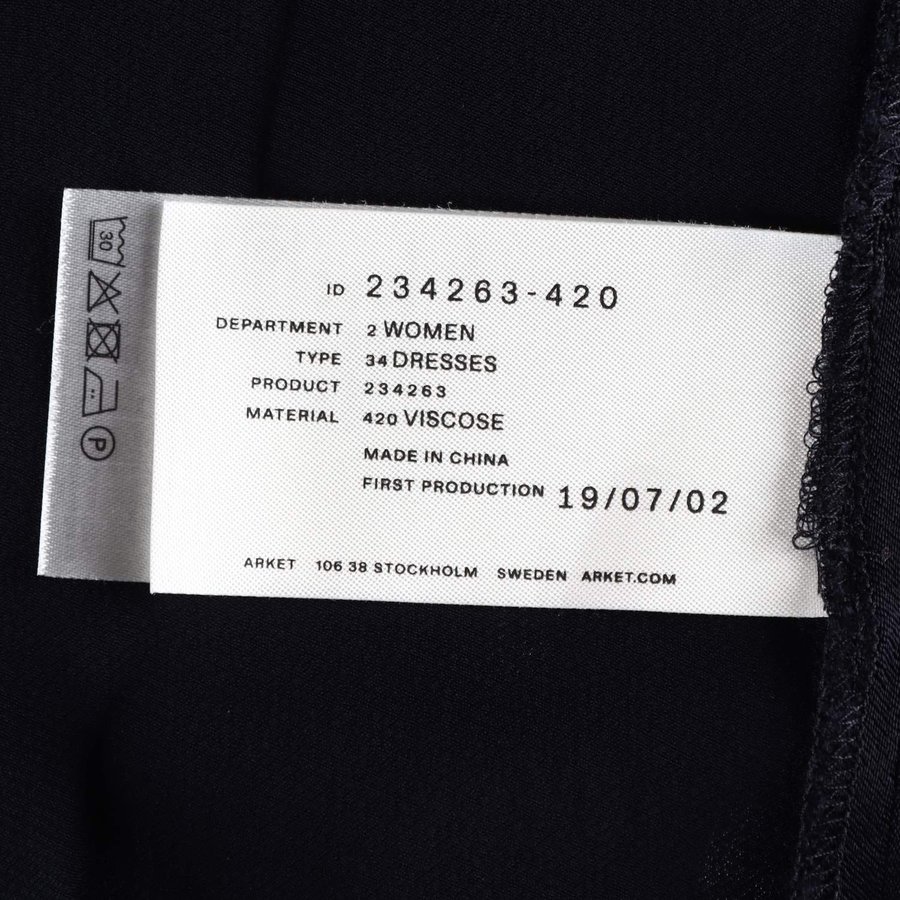 ID 234263-420
DEPARTMENT 2 WOMEN
TYPE 34 DRESSES
PRODUCT 234263
MATERIAL 420 VISCOSE
MADE IN CHINA
FIRST PRODUCTION 19/07/02
ARKET 106 38 STOCKHOLM SWEDEN ARKET.COM
30
P